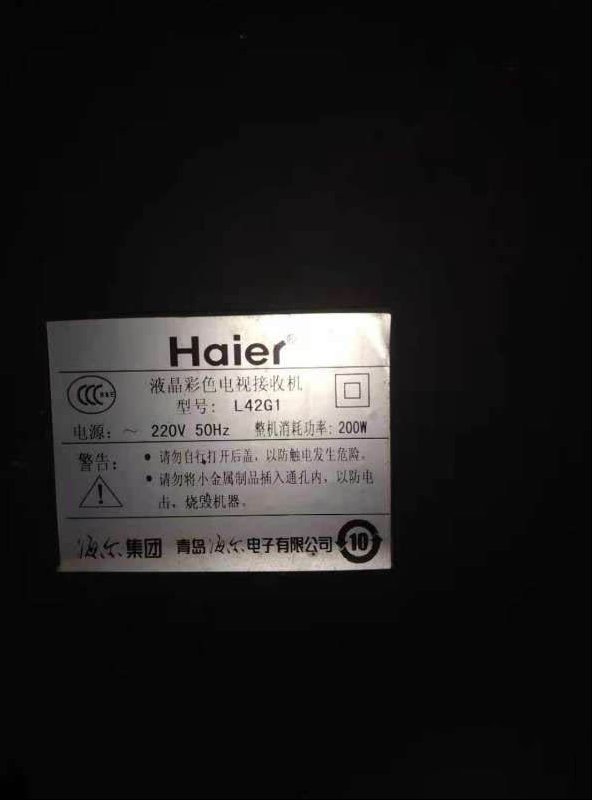 Haier®
液晶彩色电视接收机
型号: L42G1
电源: ~ 220V 50Hz 整机消耗功率: 200W
警告:
• 请勿自行打开后盖, 以防触电发生危险。
• 请勿将小金属制品插入通孔内, 以防电
击、烧毁机器。
海尔集团 青岛海尔电子有限公司 10